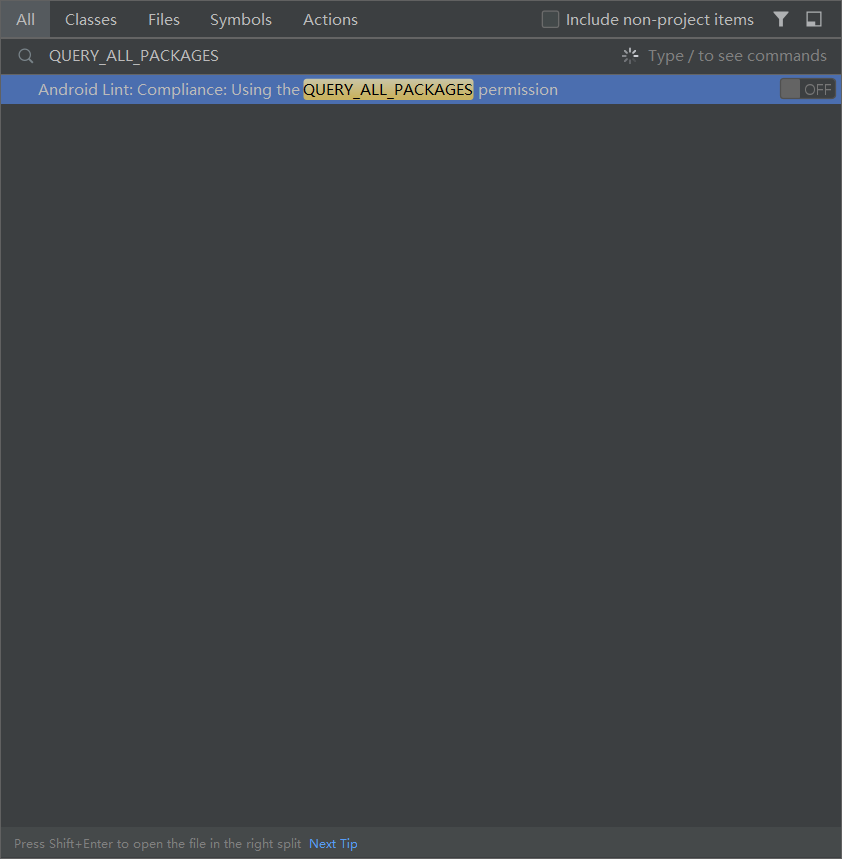 All Classes Files Symbols Actions Include non-project items
QUERY_ALL_PACKAGES Type / to see commands
Android Lint: Compliance: Using the QUERY_ALL_PACKAGES permission OFF
Press Shift+Enter to open the file in the right split Next Tip